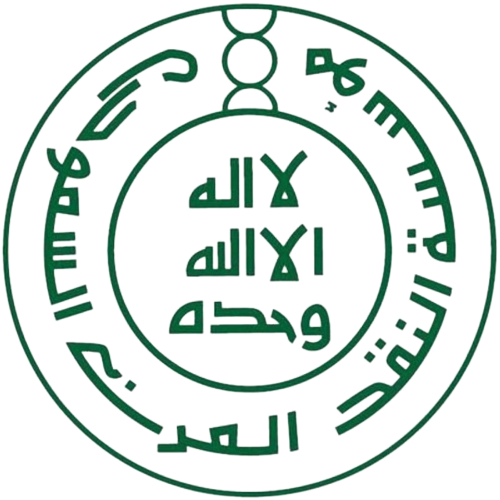 مؤسسة النقد العربي السعودي
لا اله
الا الله
وحده